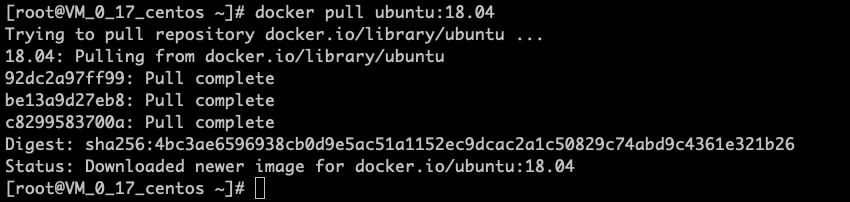 [root@VM_0_17_centos ~]# docker pull ubuntu:18.04
Trying to pull repository docker.io/library/ubuntu ...
18.04: Pulling from docker.io/library/ubuntu
92dc2a97ff99: Pull complete
be13a9d27eb8: Pull complete
c8299583700a: Pull complete
Digest: sha256:4bc3ae6596938cb0d9e5ac51a1152ec9dcac2a1c50829c74abd9c4361e321b26
Status: Downloaded newer image for docker.io/ubuntu:18.04
[root@VM_0_17_centos ~]#